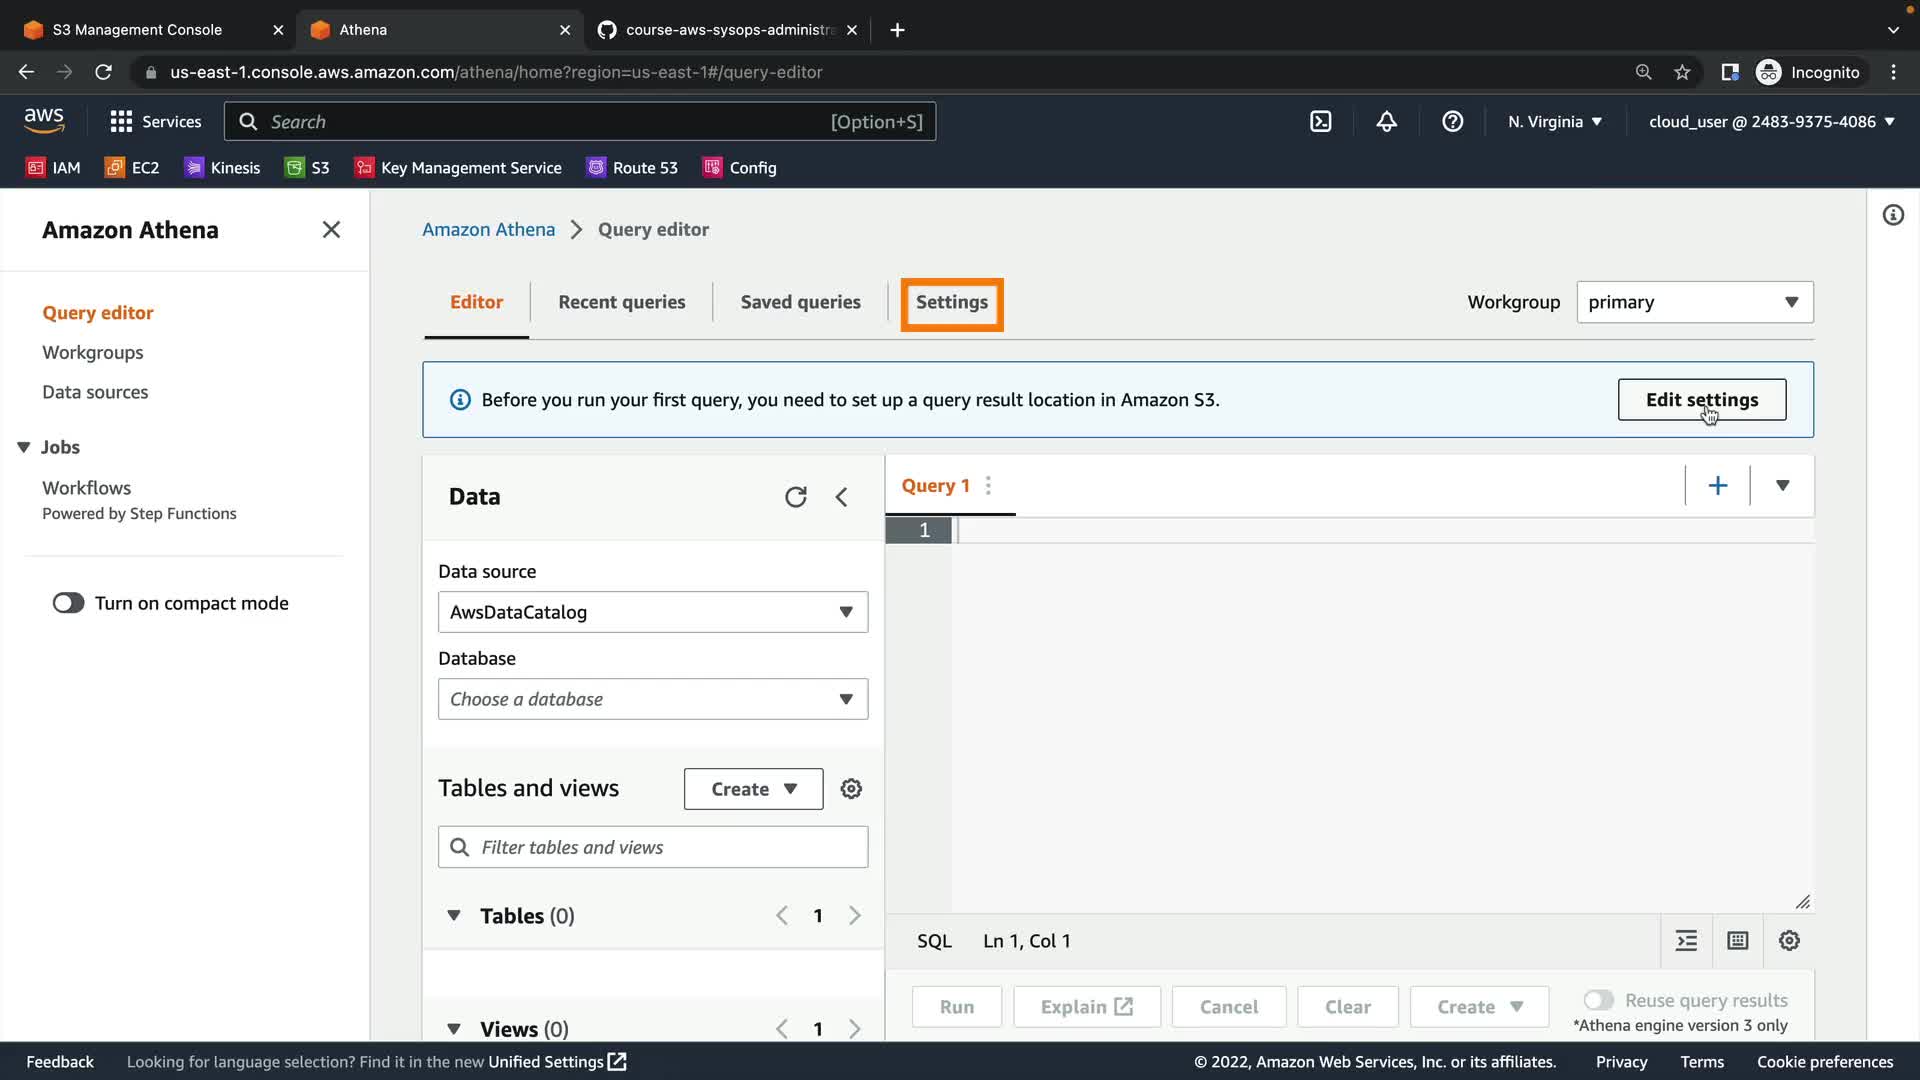 S3 Management Console
Athena
course-aws-sysops-administra
us-east-1.console.aws.amazon.com/athena/home?region=us-east-1#/query-editor
Incognito
aws
Services
Search
[Option+S]
N. Virginia
cloud_user @ 2483-9375-4086
IAM
EC2
Kinesis
S3
Key Management Service
Route 53
Config
Amazon Athena
Query editor
Workgroups
Data sources
Jobs
Workflows
Powered by Step Functions
Turn on compact mode
Amazon Athena
Query editor
Editor
Recent queries
Saved queries
Settings
Workgroup
primary
Before you run your first query, you need to set up a query result location in Amazon S3.
Edit settings
Data
Data source
AwsDataCatalog
Database
Choose a database
Tables and views
Create
Filter tables and views
Tables (0)
1
Views (0)
1
Query 1
1
SQL
Ln 1, Col 1
Run
Explain
Cancel
Clear
Create
Reuse query results
*Athena engine version 3 only
Feedback
Looking for language selection? Find it in the new Unified Settings
© 2022, Amazon Web Services, Inc. or its affiliates.
Privacy
Terms
Cookie preferences